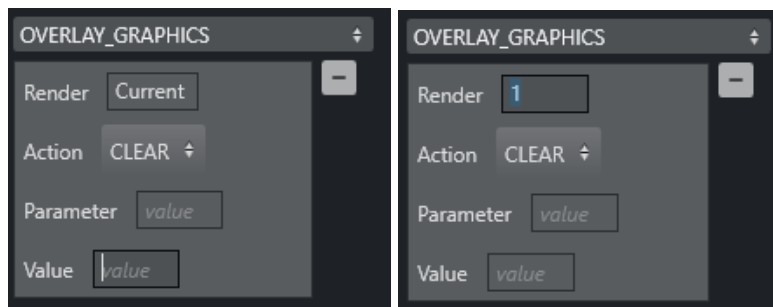 OVERLAY_GRAPHICS
Render Current
Action CLEAR
Parameter value
Value value
OVERLAY_GRAPHICS
Render 1
Action CLEAR
Parameter value
Value value